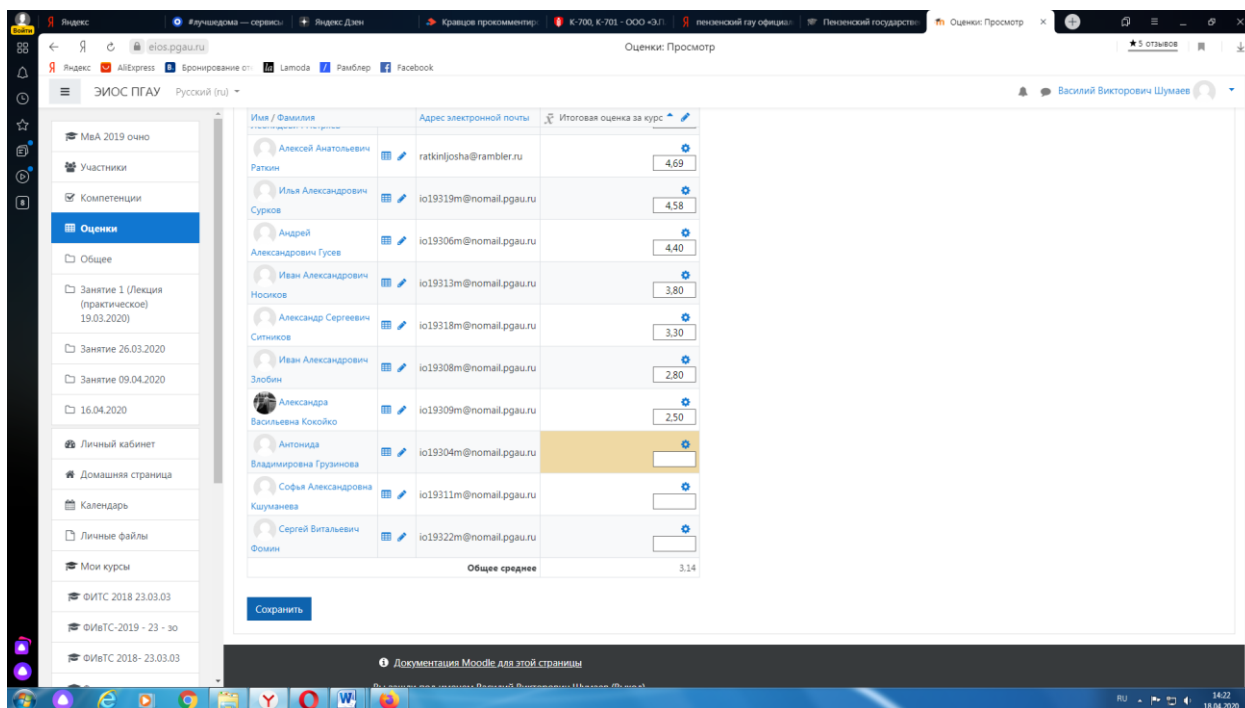 Войти
Яндекс
#лучшедома — сервисы
Яндекс Дзен
Кравцов прокомментир
К-700, К-701 - ООО «ЭЛ
пензенский гау официал
Пензенский государстве
Оценки: Просмотр
eios.pgau.ru
Оценки: Просмотр
★ 5 отзывов
Яндекс
AliExpress
Бронирование от
Lamoda
Рамблер
Facebook
ЭИОС ПГАУ
Русский (ru)
Василий Викторович Шумаев
МвА 2019 очно
Участники
Компетенции
Оценки
Общее
Занятие 1 (Лекция
(практическое)
19.03.2020)
Занятие 26.03.2020
Занятие 09.04.2020
16.04.2020
Личный кабинет
Домашняя страница
Календарь
Личные файлы
Мои курсы
ФИТС 2018 23.03.03
ФИвТС-2019 - 23 - зо
ФИвТС 2018- 23.03.03
Имя / Фамилия
Адрес электронной почты
Итоговая оценка за курс
Алексей Анатольевич
Раткин
ratkinljosha@rambler.ru
4,69
Илья Александрович
Сурков
io19319m@nomail.pgau.ru
4,58
Андрей
Александрович Гусев
io19306m@nomail.pgau.ru
4,40
Иван Александрович
Носиков
io19313m@nomail.pgau.ru
3,80
Александр Сергеевич
Ситников
io19318m@nomail.pgau.ru
3,30
Иван Александрович
Злобин
io19308m@nomail.pgau.ru
2,80
Александра
Васильевна Кокойко
io19309m@nomail.pgau.ru
2,50
Антонида
Владимировна Грузинова
io19304m@nomail.pgau.ru
Софья Александровна
Кшуманева
io19311m@nomail.pgau.ru
Сергей Витальевич
Фомин
io19322m@nomail.pgau.ru
Общее среднее
3,14
Сохранить
Документация Moodle для этой страницы
Вы зашли под именем Василий Викторович Шумаев (Выход)
RU
14:22
18.04.2020